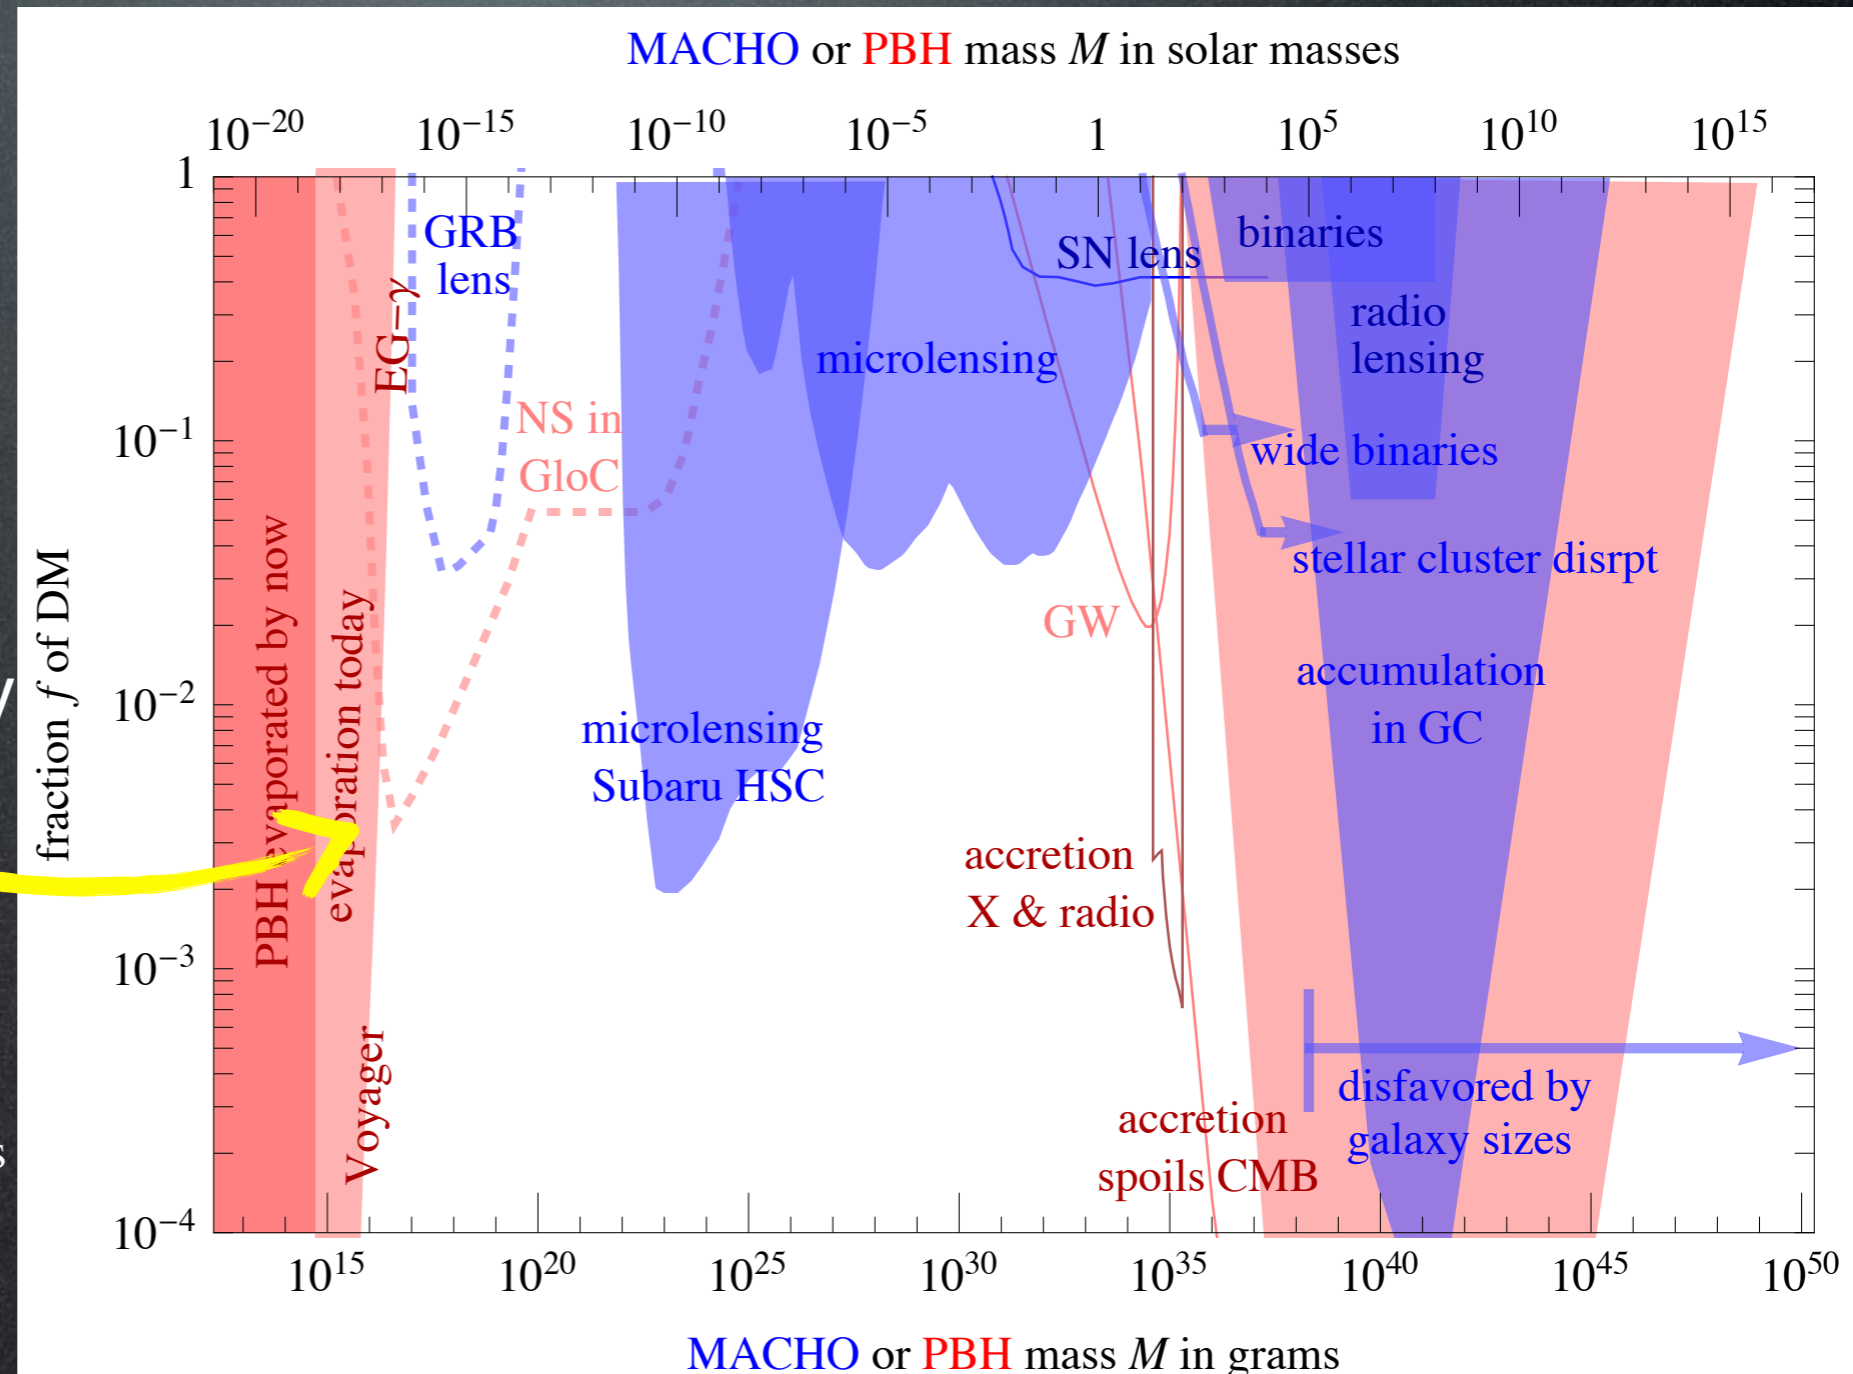 MACHO or PBH mass M in solar masses
10⁻²⁰ 10⁻¹⁵ 10⁻¹⁰ 10⁻⁵ 1 10⁵ 10¹⁰ 10¹⁵
1
10⁻¹
10⁻²
10⁻³
10⁻⁴
fraction f of DM
PBH evaporated by now
evaporation today
Voyager
EG-γ
GRB
lens
NS in
GloC
microlensing
Subaru HSC
microlensing
SN lens
binaries
radio
lensing
wide binaries
stellar cluster disrpt
GW
accumulation
in GC
accretion
X & radio
accretion
spoils CMB
disfavored by
galaxy sizes
10¹⁵ 10²⁰ 10²⁵ 10³⁰ 10³⁵ 10⁴⁰ 10⁴⁵ 10⁵⁰
MACHO or PBH mass M in grams